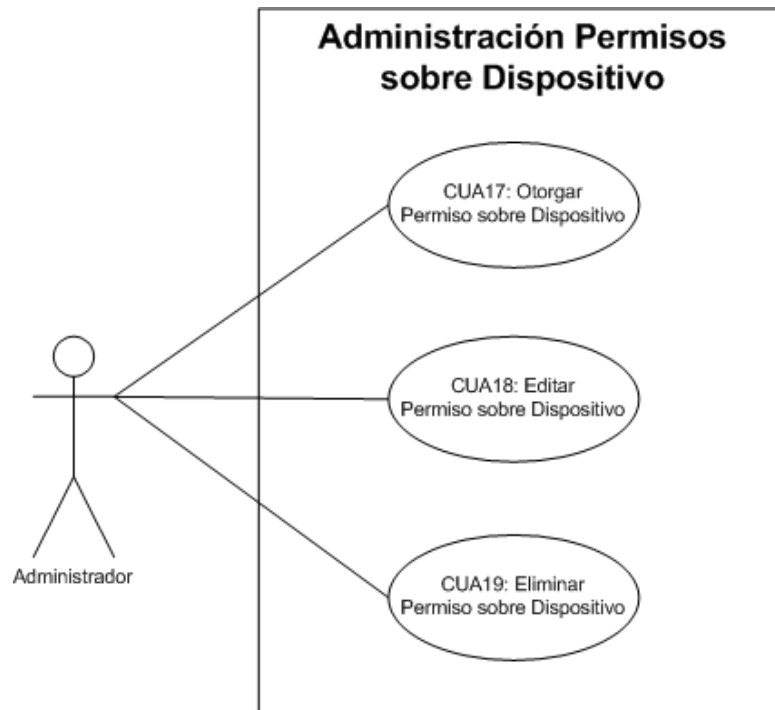 Administración Permisos
sobre Dispositivo
CUA17: Otorgar
Permiso sobre Dispositivo
CUA18: Editar
Permiso sobre Dispositivo
Administrador
CUA19: Eliminar
Permiso sobre Dispositivo